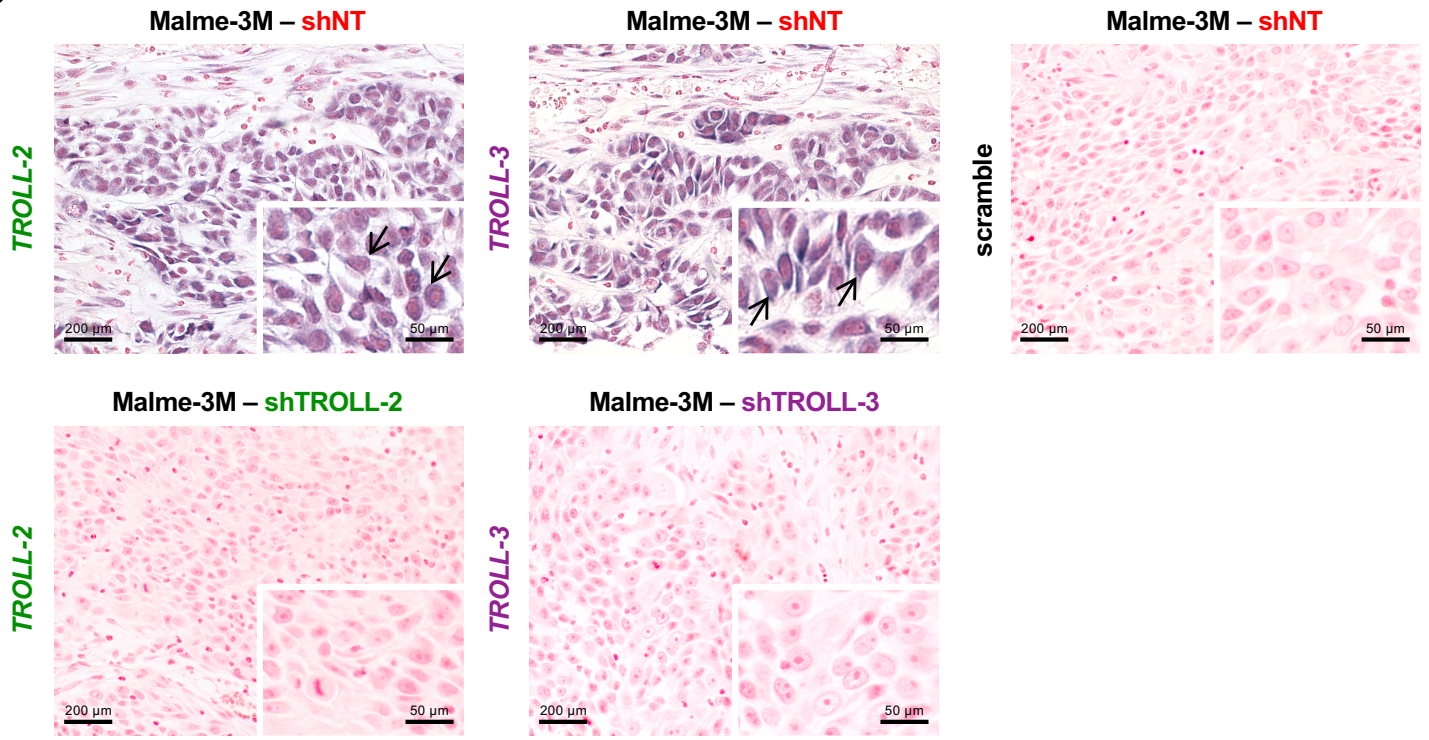 Malme-3M – shNT
Malme-3M – shNT
Malme-3M – shNT
TROLL-2
TROLL-3
scramble
200 µm
50 µm
200 µm
50 µm
200 µm
50 µm
Malme-3M – shTROLL-2
Malme-3M – shTROLL-3
TROLL-2
TROLL-3
200 µm
50 µm
200 µm
50 µm